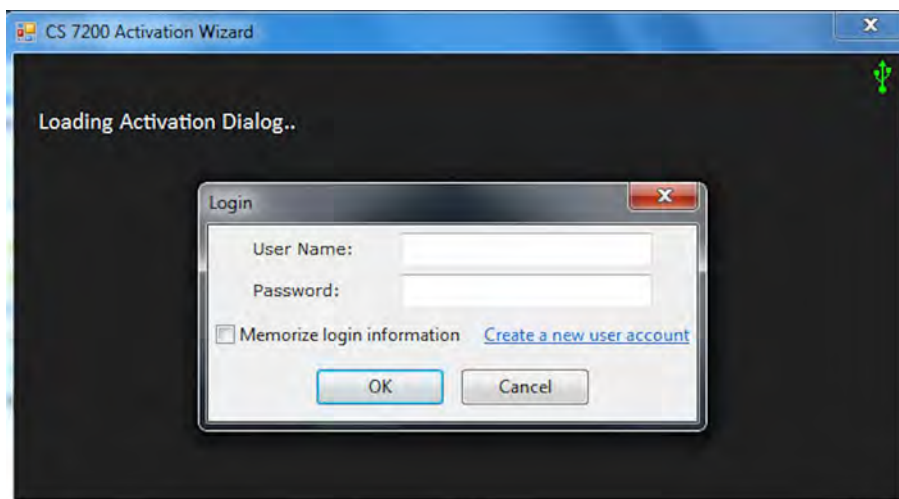 CS 7200 Activation Wizard
Loading Activation Dialog..
Login
User Name:
Password:
Memorize login information Create a new user account
OK Cancel